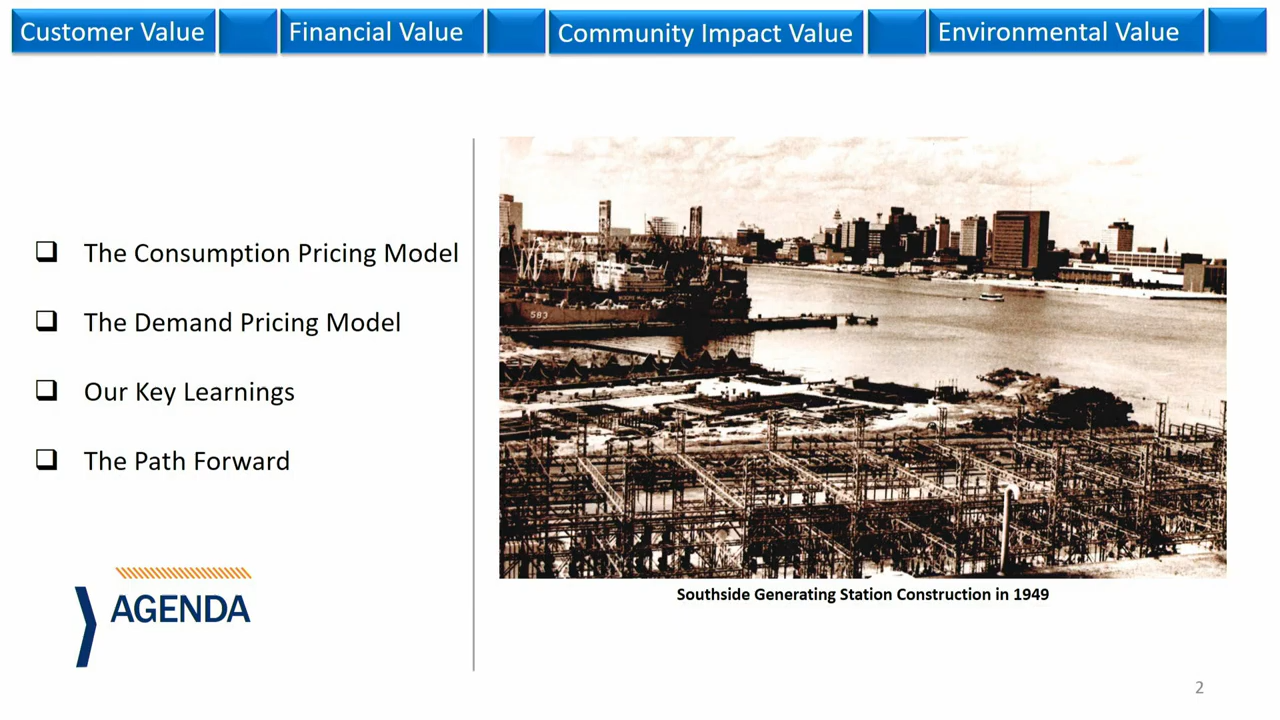 Customer Value
Financial Value
Community Impact Value
Environmental Value
The Consumption Pricing Model
The Demand Pricing Model
Our Key Learnings
The Path Forward
AGENDA
583
Southside Generating Station Construction in 1949
2